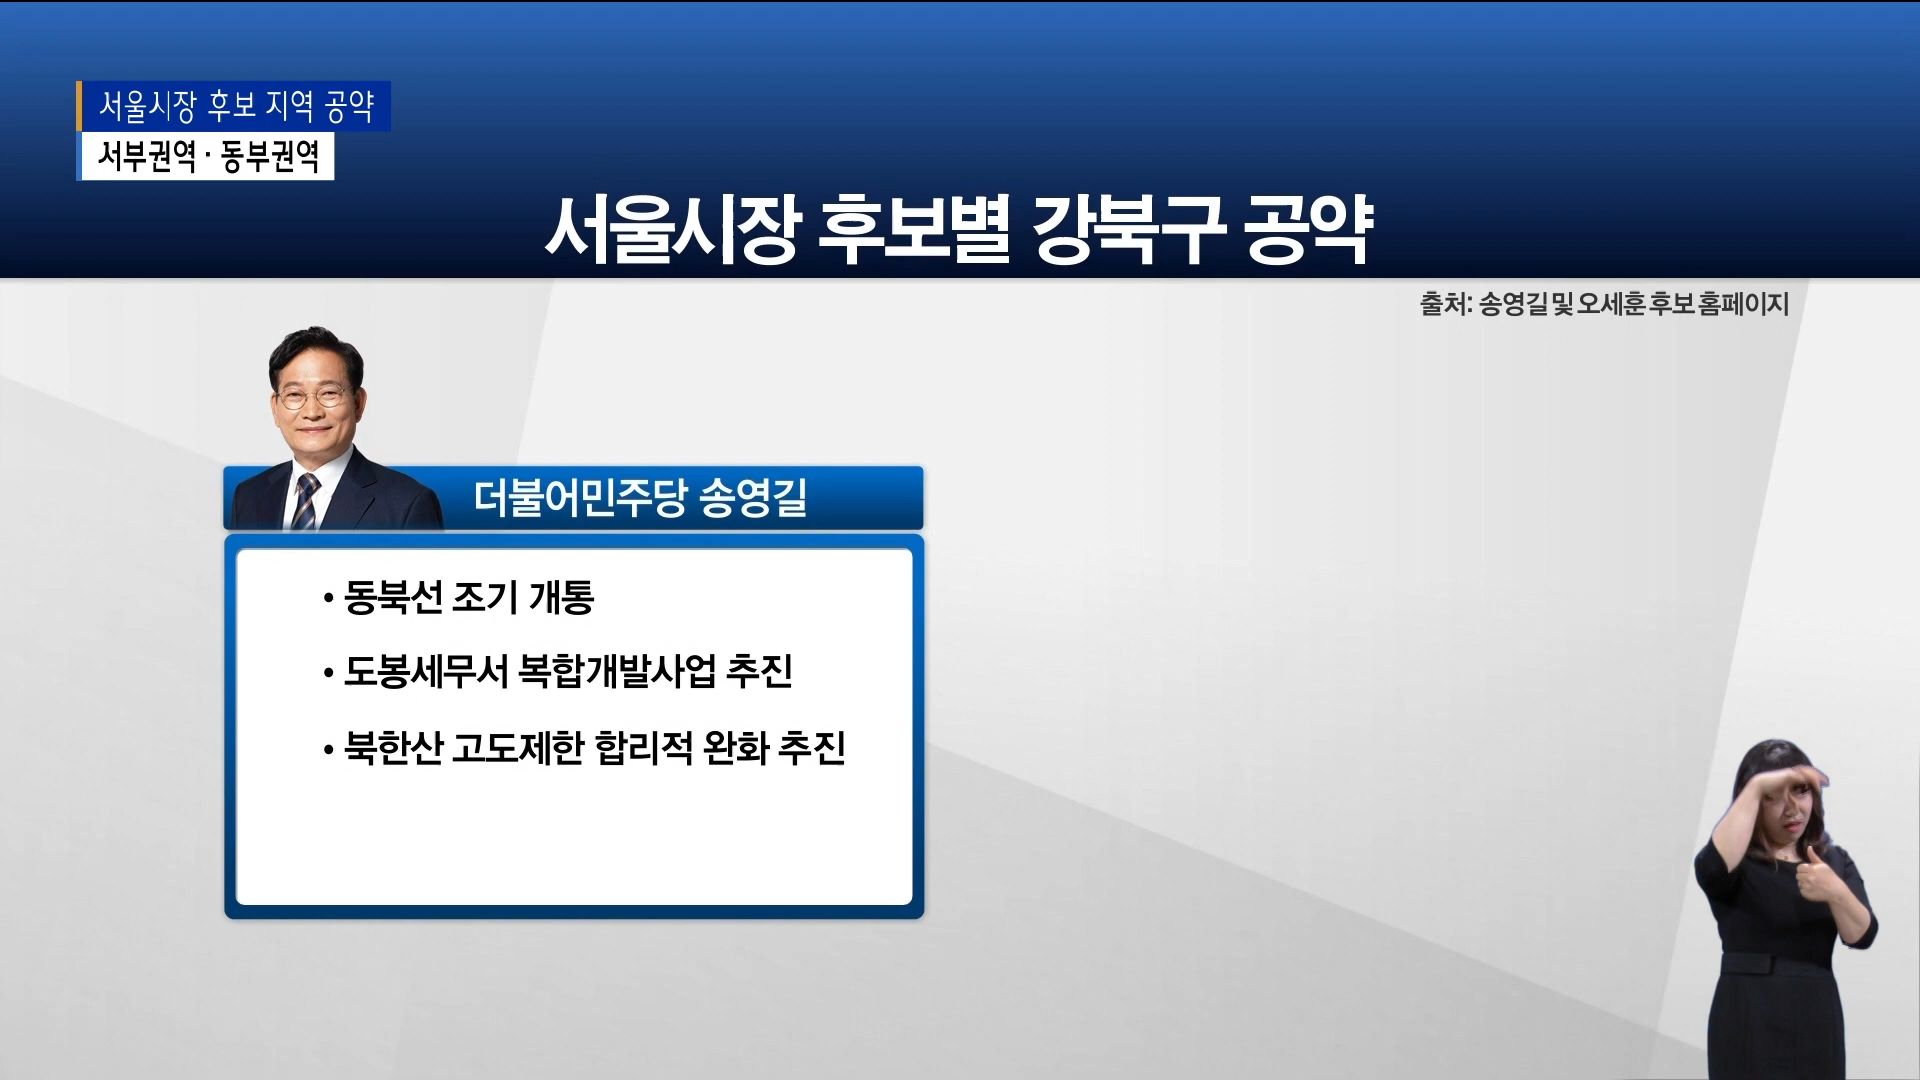 서울시장 후보 지역 공약
서부권역·동부권역
서울시장 후보별 강북구 공약
출처: 송영길 및 오세훈 후보 홈페이지
더불어민주당 송영길
• 동북선 조기 개통
• 도봉세무서 복합개발사업 추진
• 북한산 고도제한 합리적 완화 추진